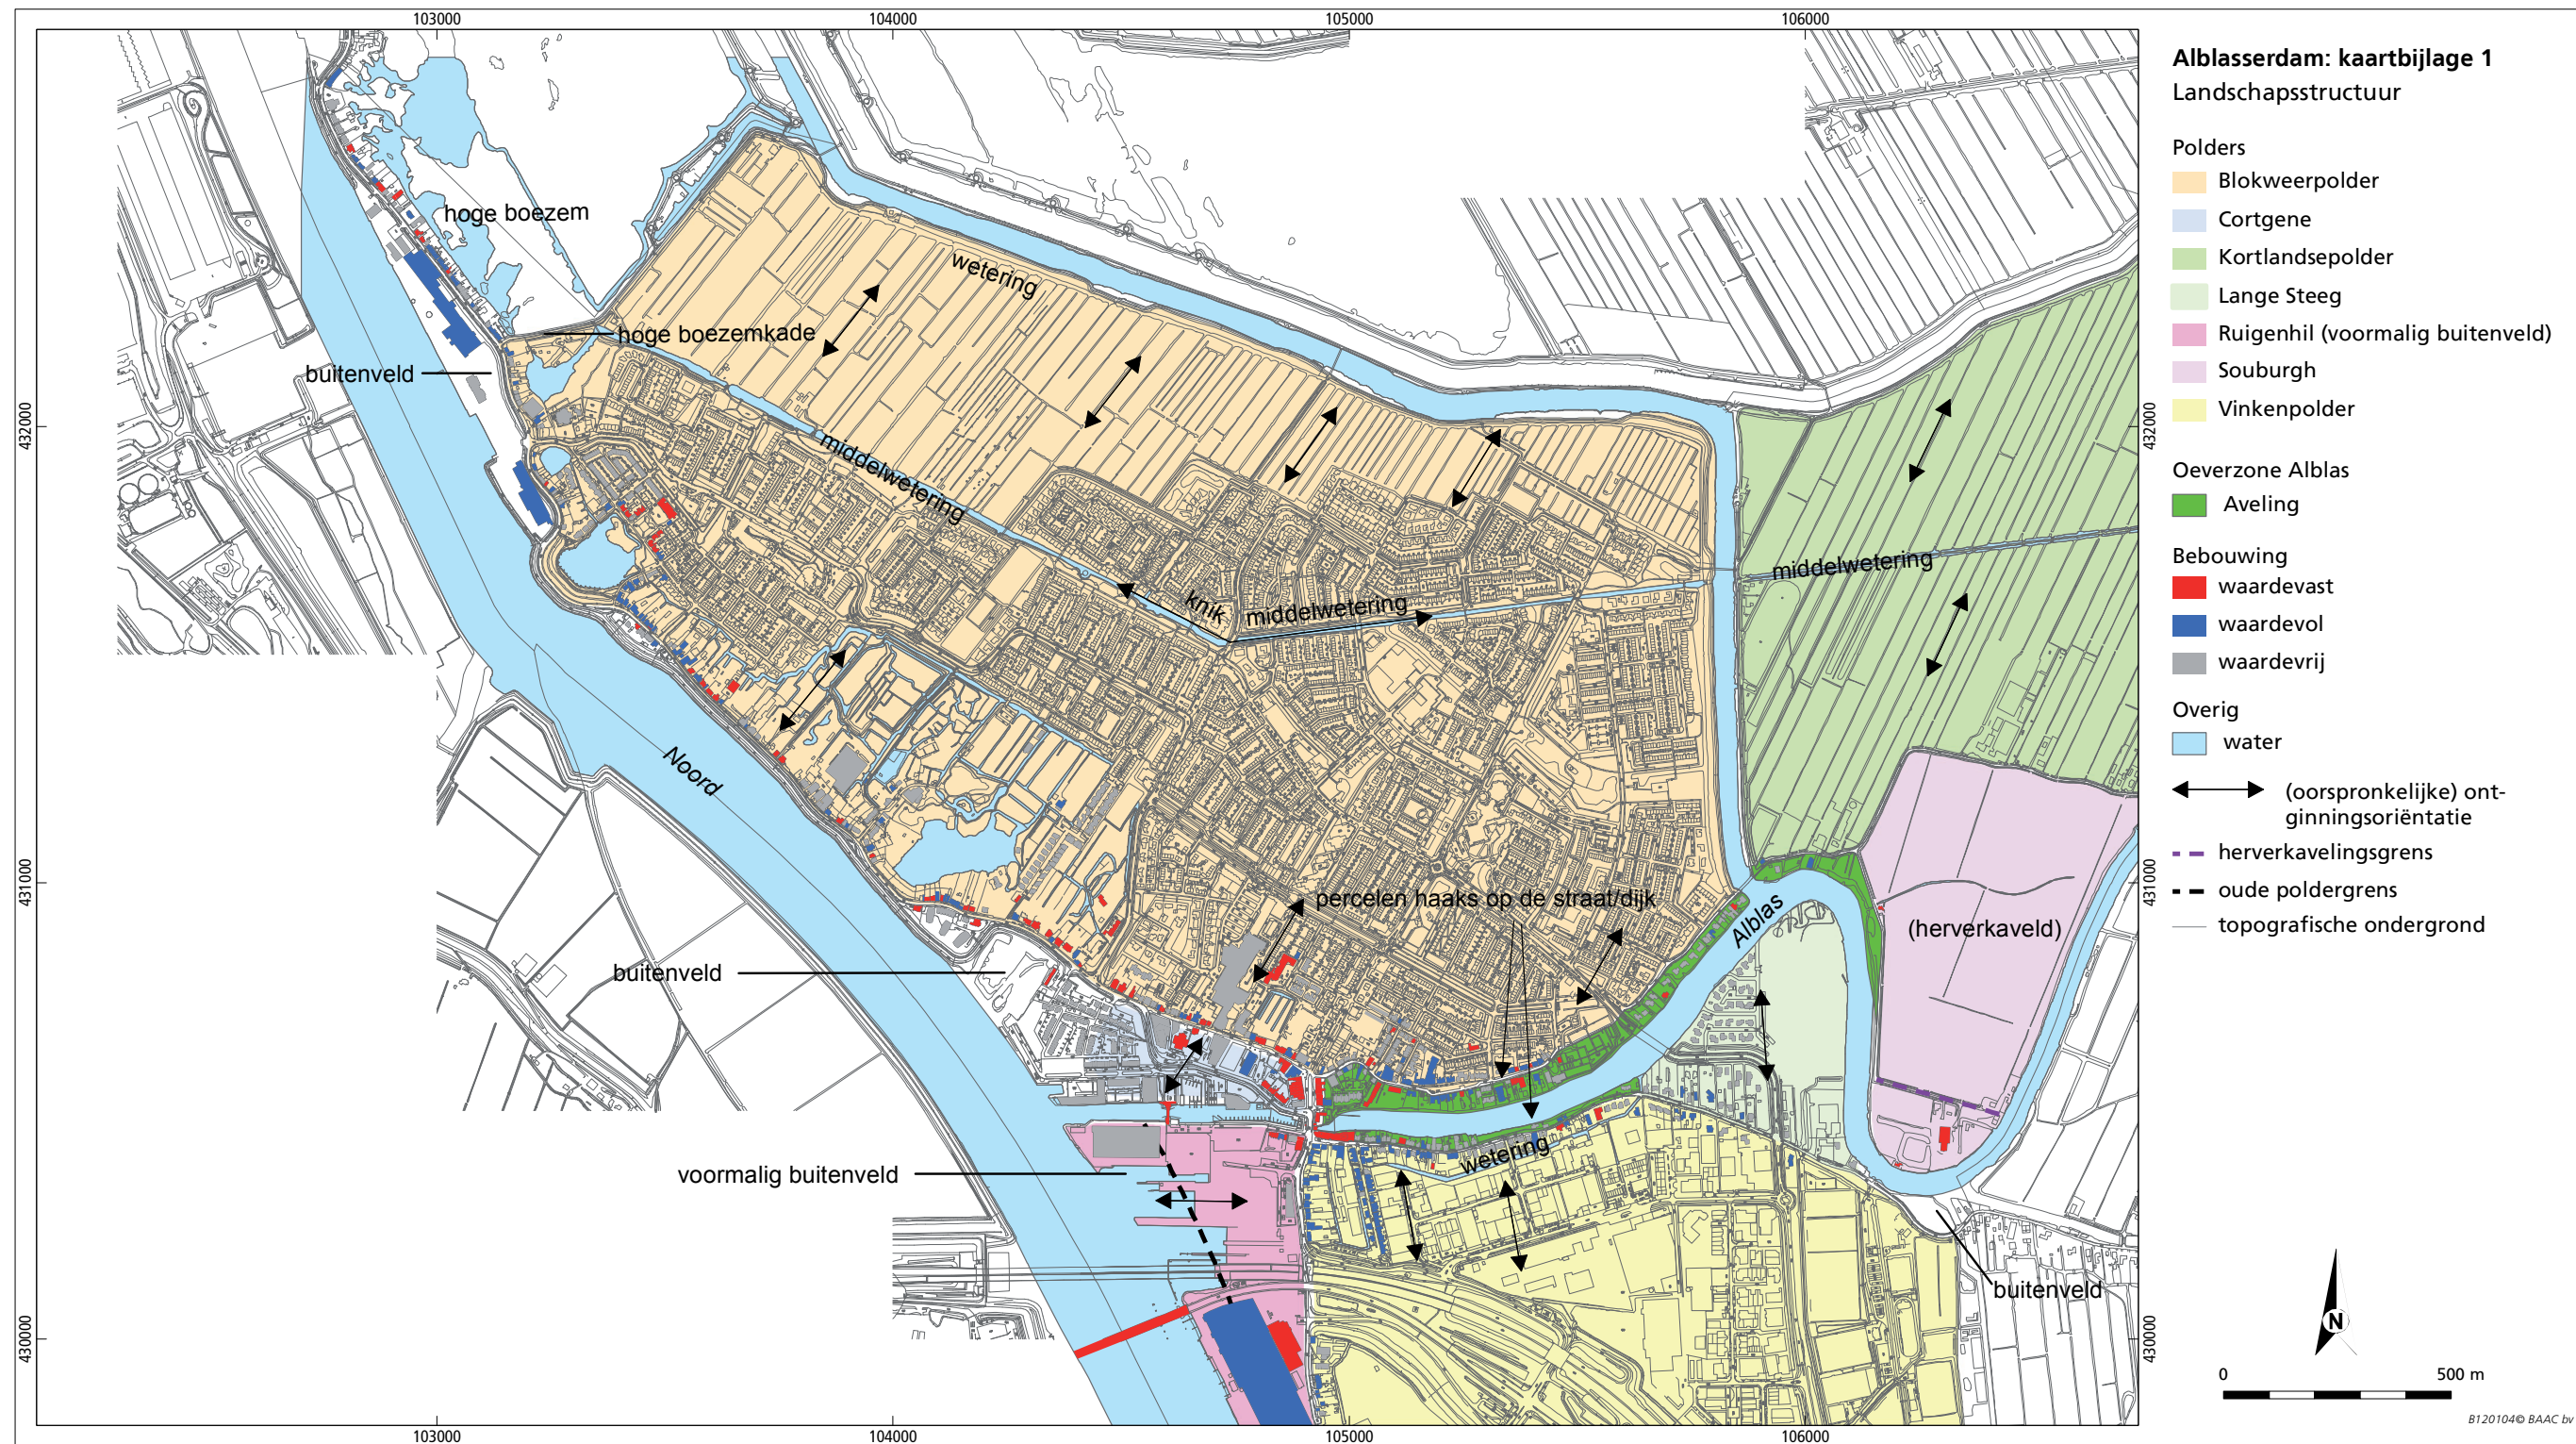 103000
104000
105000
106000
Alblasserdam: kaartbijlage 1
Landschapsstructuur
Polders
Blokweerpolder
Cortgene
Kortlandsepolder
Lange Steeg
Ruigenhil (voormalig buitenveld)
Souburgh
Vinkenpolder
Oeverzone Alblas
Aveling
Bebouwing
waardevast
waardevol
waardevrij
Overig
water
(oorspronkelijke) ont-
ginningsoriëntatie
herverkavelingsgrens
oude poldergrens
topografische ondergrond
hoge boezem
wetering
hoge boezemkade
buitenveld
432000
432000
middelwetering
middelwetering
knik
middelwetering
Noord
431000
431000
percelen haaks op de straat/dijk
Alblas
(herverkaveld)
buitenveld
wetering
voormalig buitenveld
buitenveld
430000
430000
N
0
500 m
103000
104000
105000
106000
B120104© BAAC bv